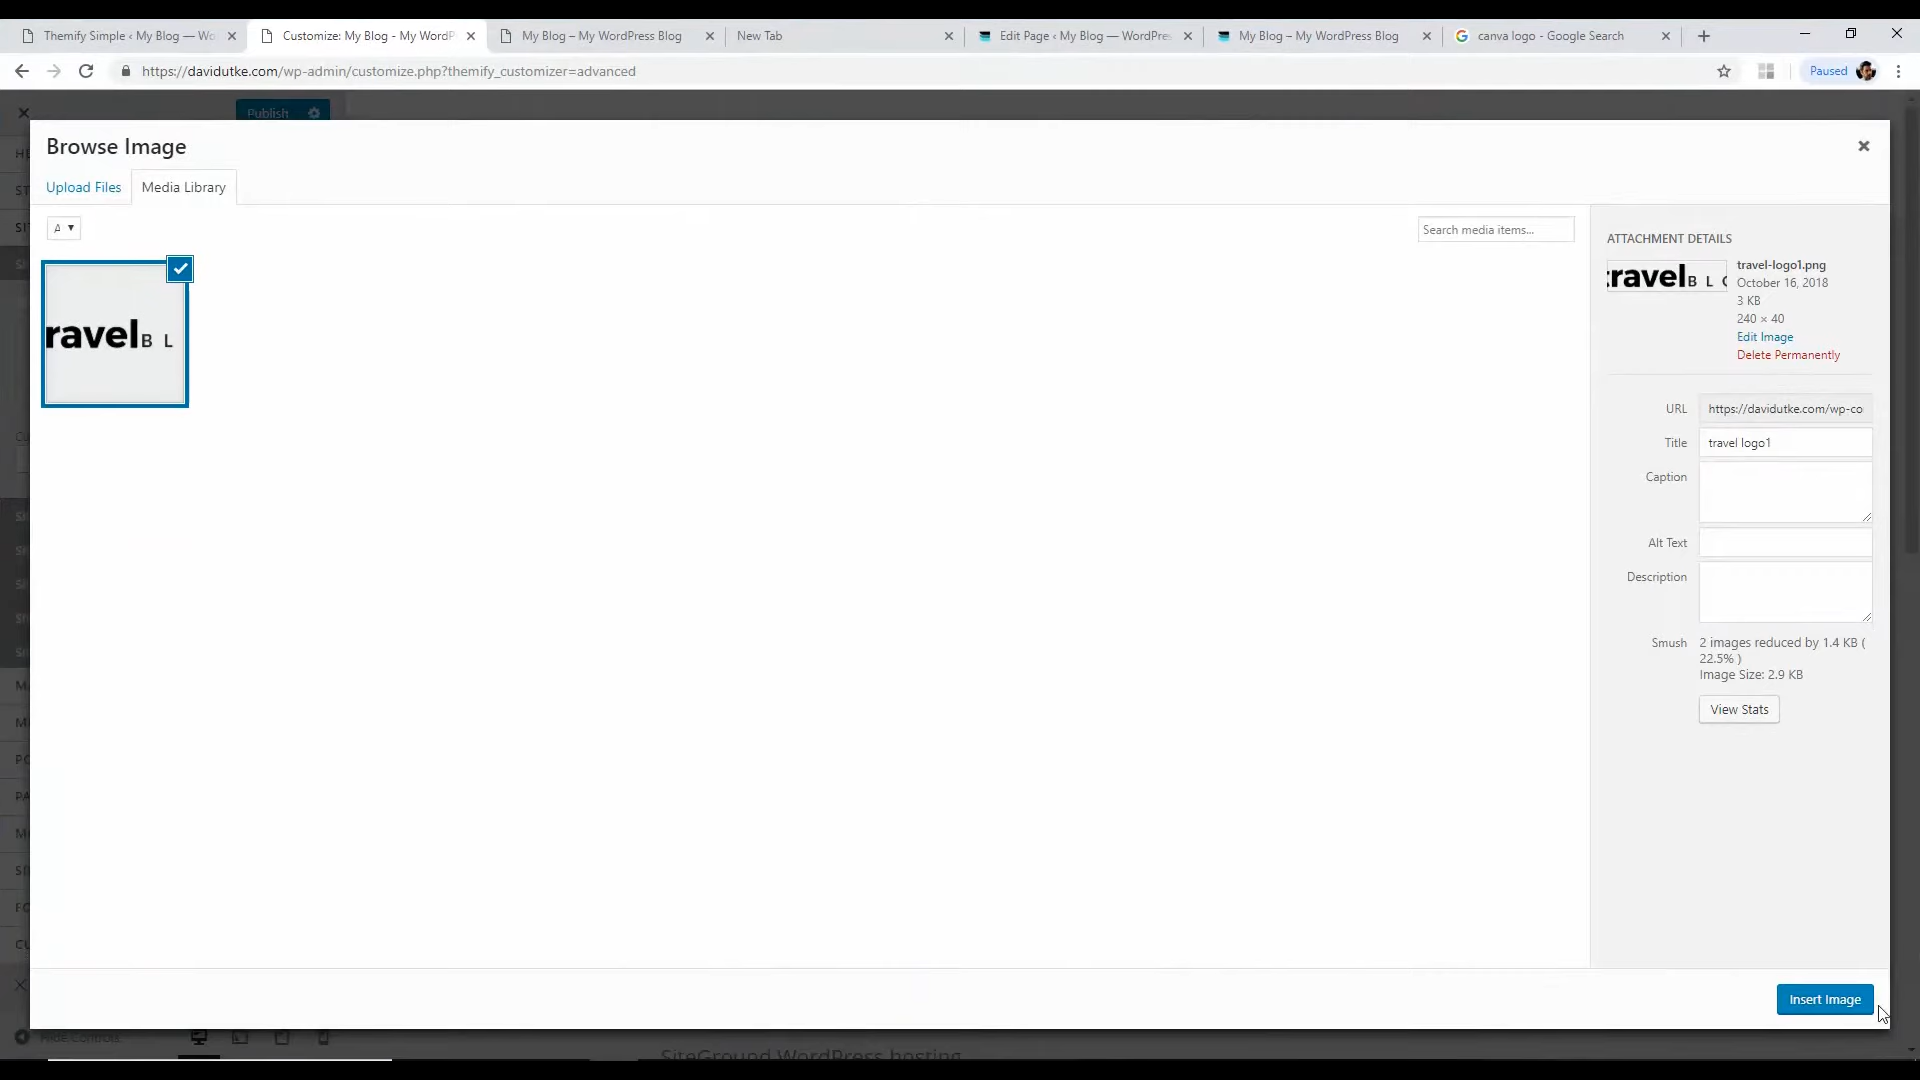 Themify Simple ‹ My Blog — Wo
Customize: My Blog - My WordP
My Blog – My WordPress Blog
New Tab
Edit Page ‹ My Blog — WordPres
My Blog – My WordPress Blog
canva logo - Google Search
https://davidutke.com/wp-admin/customize.php?themify_customizer=advanced
Paused
Publish
Browse Image
Upload Files
Media Library
A
Search media items...
ravel B L
ATTACHMENT DETAILS
travel B L
travel-logo1.png
October 16, 2018
3 KB
240 × 40
Edit Image
Delete Permanently
URL
https://davidutke.com/wp-co
Title
travel logo1
Caption
Alt Text
Description
Smush
2 images reduced by 1.4 KB (
22.5% )
Image Size: 2.9 KB
View Stats
Insert Image
Hide Controls
SiteGround WordPress hosting